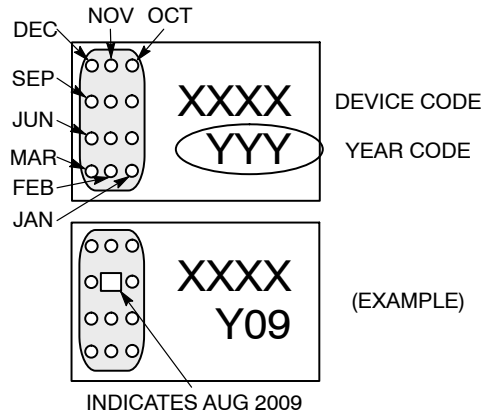 DEC NOV OCT
SEP
JUN
MAR
FEB
JAN
XXXX DEVICE CODE
YYY YEAR CODE
XXXX
Y09
(EXAMPLE)
INDICATES AUG 2009